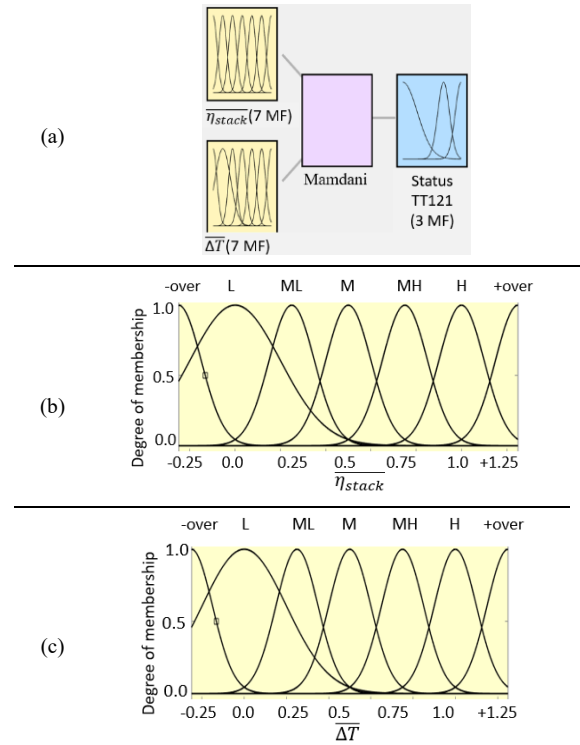 (a)
η_stack (7 MF)
ΔT (7 MF)
Mamdani
Status
TT121
(3 MF)
(b)
-over L ML M MH H +over
Degree of membership
1.0
0.5
0.0
-0.25 0.0 0.25 0.5 0.75 1.0 +1.25
η_stack
(c)
-over L ML M MH H +over
Degree of membership
1.0
0.5
0.0
-0.25 0.0 0.25 0.5 0.75 1.0 +1.25
ΔT